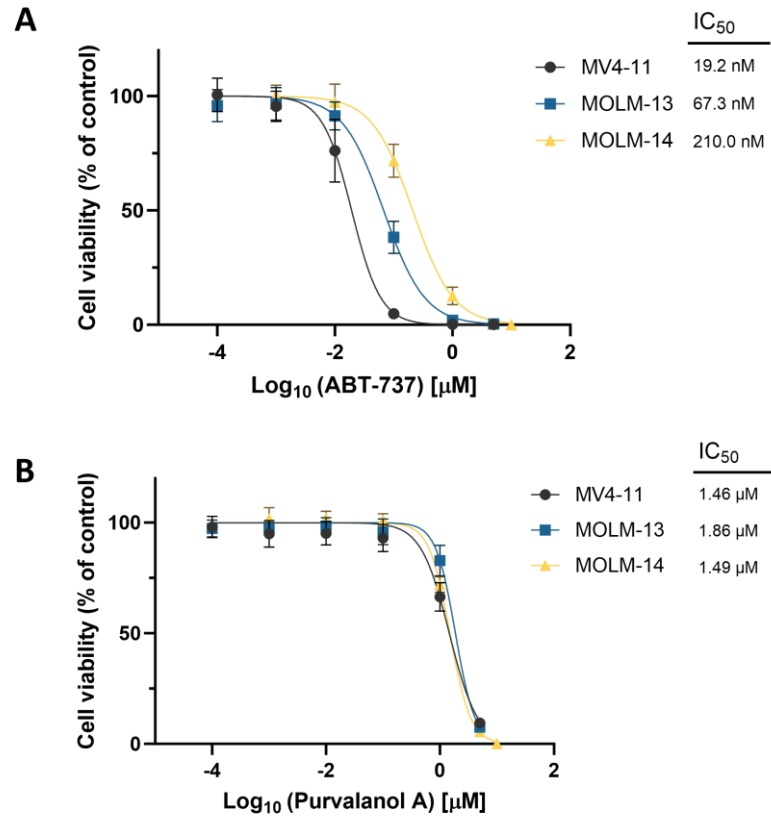 A
IC50
MV4-11 19.2 nM
MOLM-13 67.3 nM
MOLM-14 210.0 nM
Cell viability (% of control)
100
50
0
-4 -2 0 2
Log10 (ABT-737) [μM]
B
IC50
MV4-11 1.46 μM
MOLM-13 1.86 μM
MOLM-14 1.49 μM
Cell viability (% of control)
100
50
0
-4 -2 0 2
Log10 (Purvalanol A) [μM]